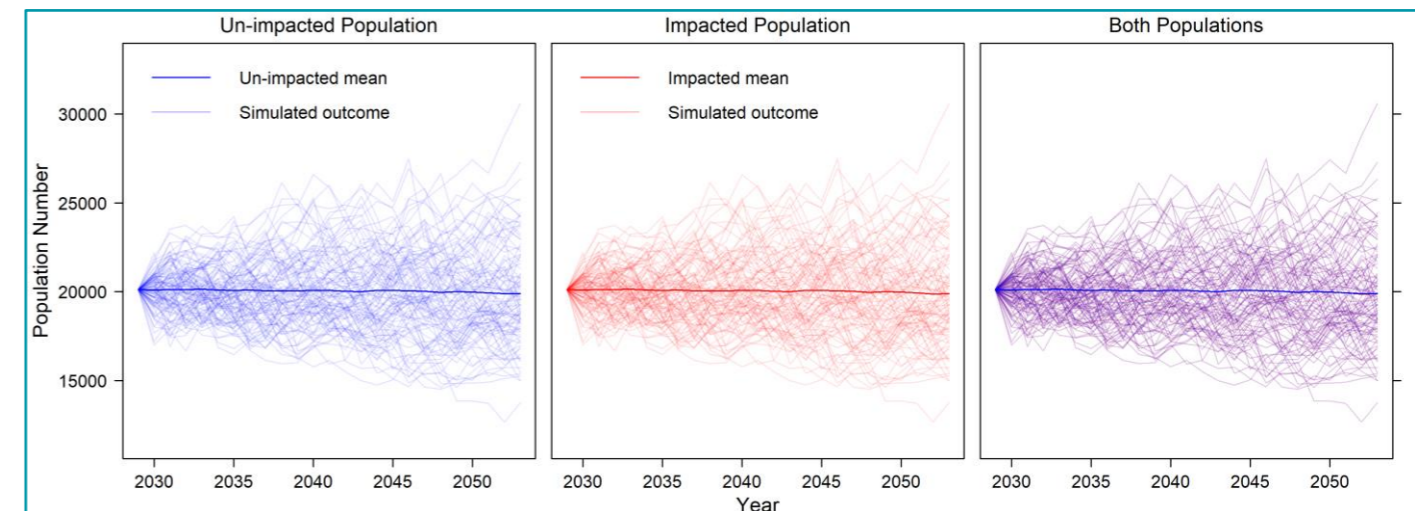 Un-impacted Population
Impacted Population
Both Populations
Un-impacted mean
Simulated outcome
Impacted mean
Simulated outcome
Population Number
30000
25000
20000
15000
2030 2035 2040 2045 2050
2030 2035 2040 2045 2050
2030 2035 2040 2045 2050
Year